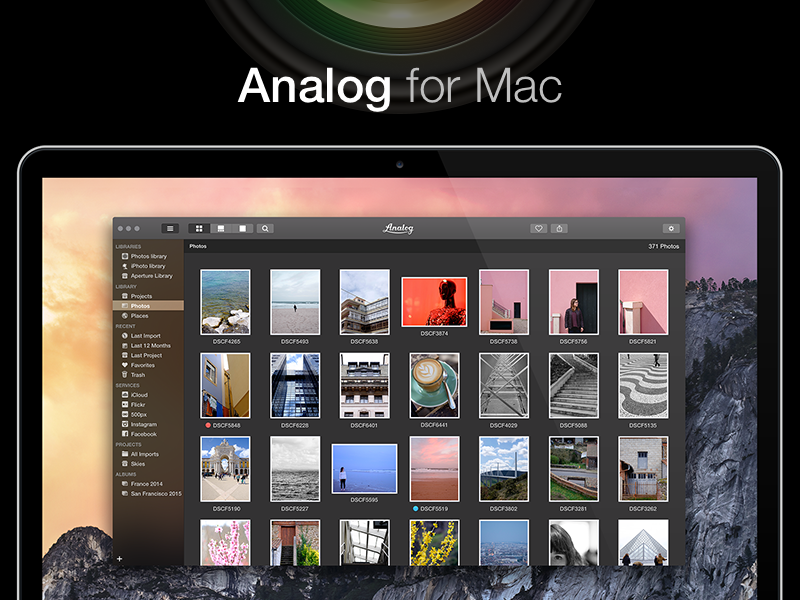 Analog for Mac
Analog
LIBRARIES
Photos library
iPhoto library
Aperture Library
LIBRARY
Projects
Photos
Places
RECENT
Last Import
Last 12 Months
Last Project
Favorites
Trash
SERVICES
iCloud
Flickr
500px
Instagram
Facebook
PROJECTS
All Imports
Skies
ALBUMS
France 2014
San Francisco 2015
Photos
371 Photos
DSCF4265
DSCF5493
DSCF5638
DSCF3874
DSCF5738
DSCF5756
DSCF5821
DSCF5848
DSCF6228
DSCF6401
DSCF6441
DSCF4029
DSCF5088
DSCF5135
DSCF5190
DSCF5227
DSCF5595
DSCF5519
DSCF3802
DSCF3281
DSCF3262